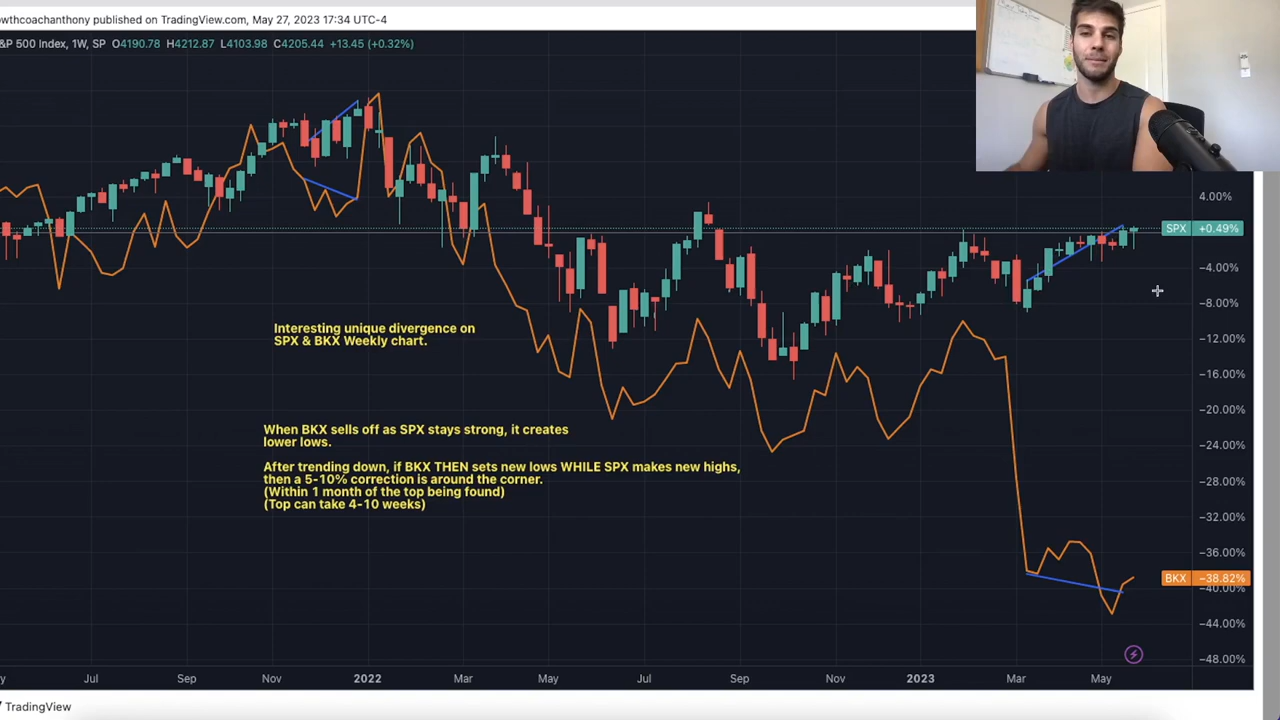 owthcoachanthony published on TradingView.com, May 27, 2023 17:34 UTC-4
&P 500 Index, 1W, SP O4190.78 H4212.87 L4103.98 C4205.44 +13.45 (+0.32%)
4.00%
SPX +0.49%
−4.00%
−8.00%
Interesting unique divergence on
SPX & BKX Weekly chart.
−12.00%
−16.00%
−20.00%
When BKX sells off as SPX stays strong, it creates
lower lows.
−24.00%
After trending down, if BKX THEN sets new lows WHILE SPX makes new highs,
then a 5-10% correction is around the corner.
(Within 1 month of the top being found)
(Top can take 4-10 weeks)
−28.00%
−32.00%
−36.00%
BKX −38.82%
−40.00%
−44.00%
−48.00%
y Jul Sep Nov 2022 Mar May Jul Sep Nov 2023 Mar May
TradingView